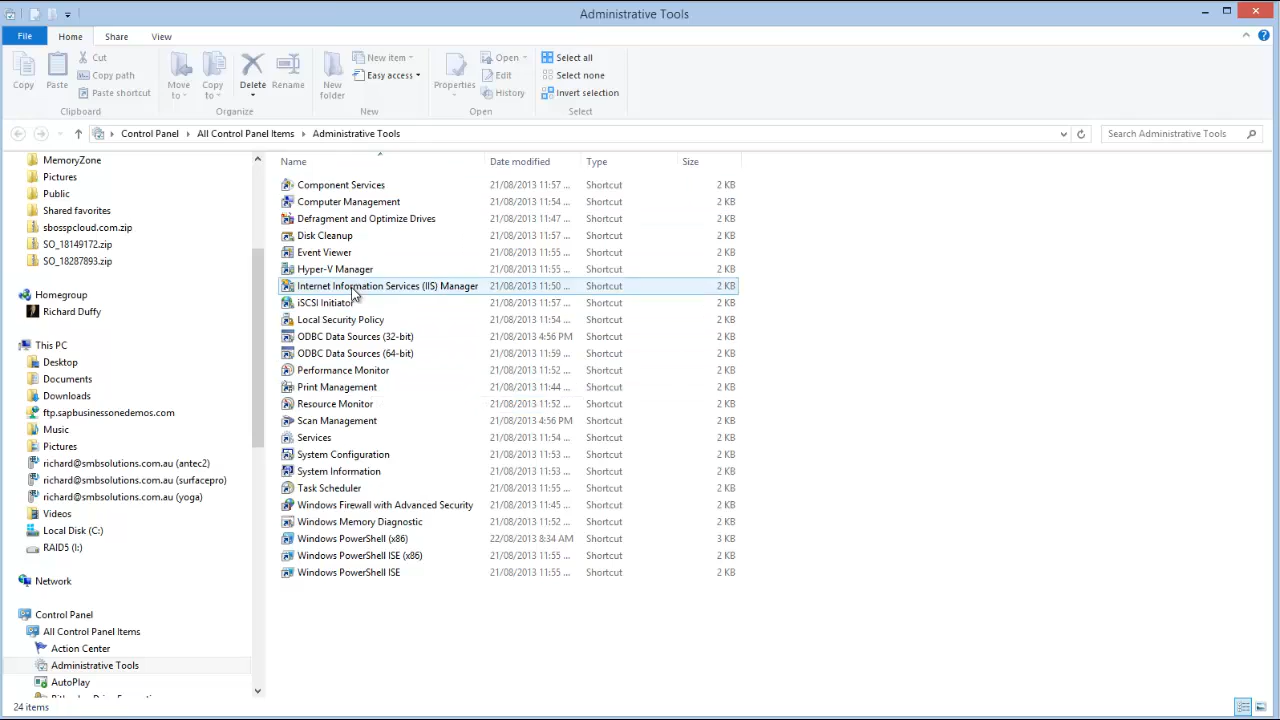 Administrative Tools
File Home Share View
Copy
Paste
Cut
Copy path
Paste shortcut
Clipboard
Move to
Copy to
Delete
Rename
Organize
New folder
New item
Easy access
New
Properties
Open
Edit
History
Open
Select all
Select none
Invert selection
Select
Control Panel All Control Panel Items Administrative Tools
Search Administrative Tools
MemoryZone
Pictures
Public
Shared favorites
sbosspcloud.com.zip
SO_18149172.zip
SO_18287893.zip
Homegroup
Richard Duffy
This PC
Desktop
Documents
Downloads
ftp.sapbusinessonedemos.com
Music
Pictures
richard@smbsolutions.com.au (antec2)
richard@smbsolutions.com.au (surfacepro)
richard@smbsolutions.com.au (yoga)
Videos
Local Disk (C:)
RAID5 (I:)
Network
Control Panel
All Control Panel Items
Action Center
Administrative Tools
AutoPlay
Name Date modified Type Size
Component Services 21/08/2013 11:57 ... Shortcut 2 KB
Computer Management 21/08/2013 11:54 ... Shortcut 2 KB
Defragment and Optimize Drives 21/08/2013 11:47 ... Shortcut 2 KB
Disk Cleanup 21/08/2013 11:57 ... Shortcut 2 KB
Event Viewer 21/08/2013 11:55 ... Shortcut 2 KB
Hyper-V Manager 21/08/2013 11:55 ... Shortcut 2 KB
Internet Information Services (IIS) Manager 21/08/2013 11:50 ... Shortcut 2 KB
iSCSI Initiator 21/08/2013 11:57 ... Shortcut 2 KB
Local Security Policy 21/08/2013 11:54 ... Shortcut 2 KB
ODBC Data Sources (32-bit) 21/08/2013 4:56 PM Shortcut 2 KB
ODBC Data Sources (64-bit) 21/08/2013 11:59 ... Shortcut 2 KB
Performance Monitor 21/08/2013 11:52 ... Shortcut 2 KB
Print Management 21/08/2013 11:44 ... Shortcut 2 KB
Resource Monitor 21/08/2013 11:52 ... Shortcut 2 KB
Scan Management 21/08/2013 4:56 PM Shortcut 2 KB
Services 21/08/2013 11:54 ... Shortcut 2 KB
System Configuration 21/08/2013 11:53 ... Shortcut 2 KB
System Information 21/08/2013 11:53 ... Shortcut 2 KB
Task Scheduler 21/08/2013 11:55 ... Shortcut 2 KB
Windows Firewall with Advanced Security 21/08/2013 11:45 ... Shortcut 2 KB
Windows Memory Diagnostic 21/08/2013 11:52 ... Shortcut 2 KB
Windows PowerShell (x86) 22/08/2013 8:34 AM Shortcut 3 KB
Windows PowerShell ISE (x86) 21/08/2013 11:55 ... Shortcut 2 KB
Windows PowerShell ISE 21/08/2013 11:55 ... Shortcut 2 KB
24 items